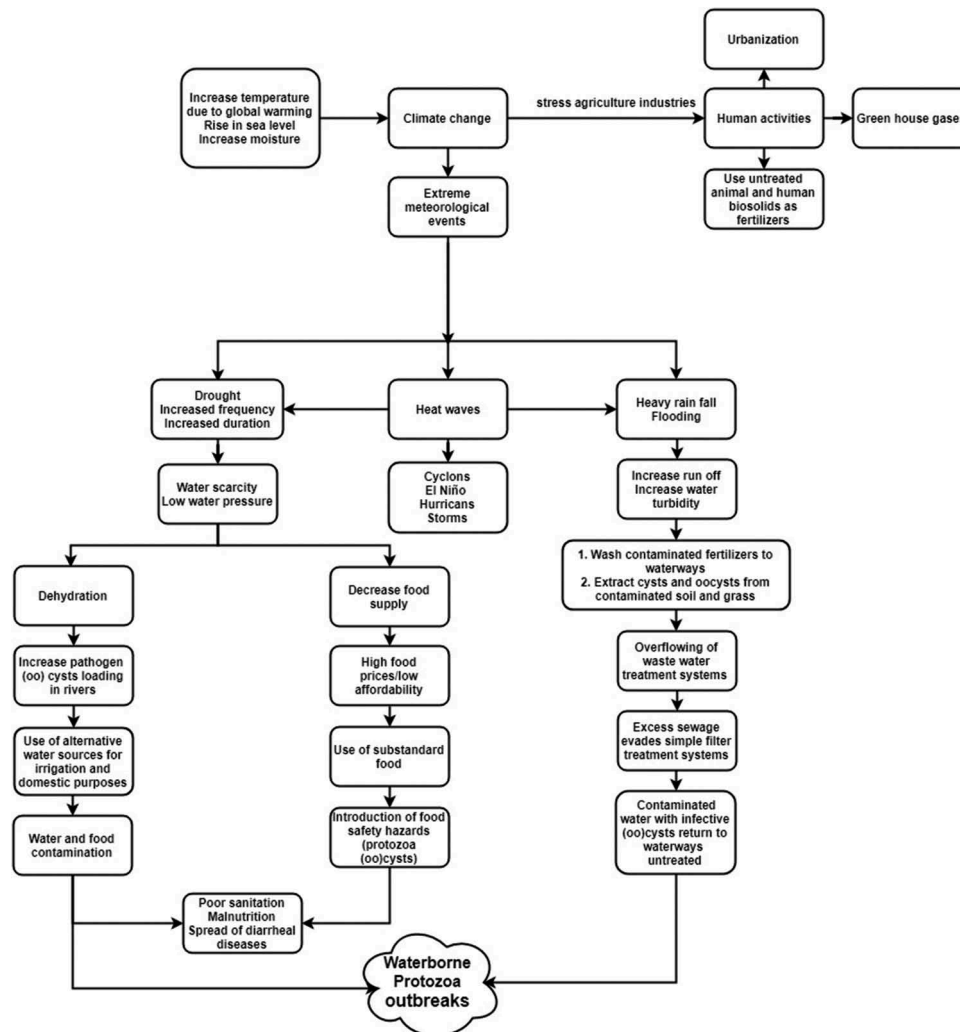 Urbanization
Increase temperature
due to global warming
Rise in sea level
Increase moisture
Climate change
stress agriculture industries
Human activities
Green house gases
Extreme
meteorological
events
Use untreated
animal and human
biosolids as
fertilizers
Drought
Increased frequency
Increased duration
Heat waves
Heavy rain fall
Flooding
Water scarcity
Low water pressure
Cyclons
El Niño
Hurricans
Storms
Increase run off
Increase water
turbidity
1. Wash contaminated fertilizers to
waterways
2. Extract cysts and oocysts from
contaminated soil and grass
Dehydration
Decrease food
supply
Overflowing of
waste water
treatment systems
Increase pathogen
(oo) cysts loading
in rivers
High food
prices/low
affordability
Excess sewage
evades simple filter
treatment systems
Use of alternative
water sources for
irrigation and
domestic purposes
Use of substandard
food
Contaminated
water with infective
(oo)cysts return to
waterways
untreated
Water and food
contamination
Introduction of food
safety hazards
(protozoa
(oo)cysts)
Poor sanitation
Malnutrition
Spread of diarrheal
diseases
Waterborne
Protozoa
outbreaks